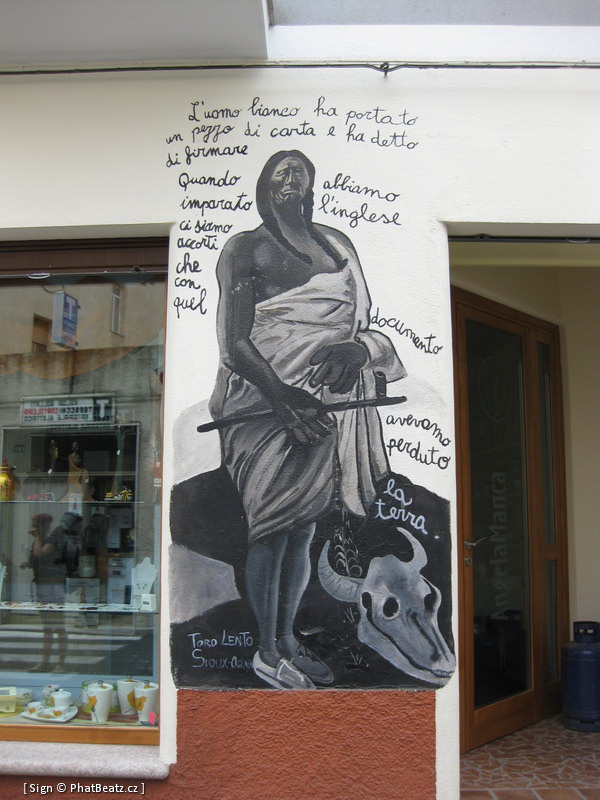 L'uomo bianco ha portato
un pezzo di carta e ha detto
di firmare
Quando abbiamo
imparato l'inglese
ci siamo
accorti
che
con
quel
documento
avevamo
perduto
la
terra.
TORO LENTO
SIOUX-OGLALA
AngelaManca
[ Sign © PhatBeatz.cz ]